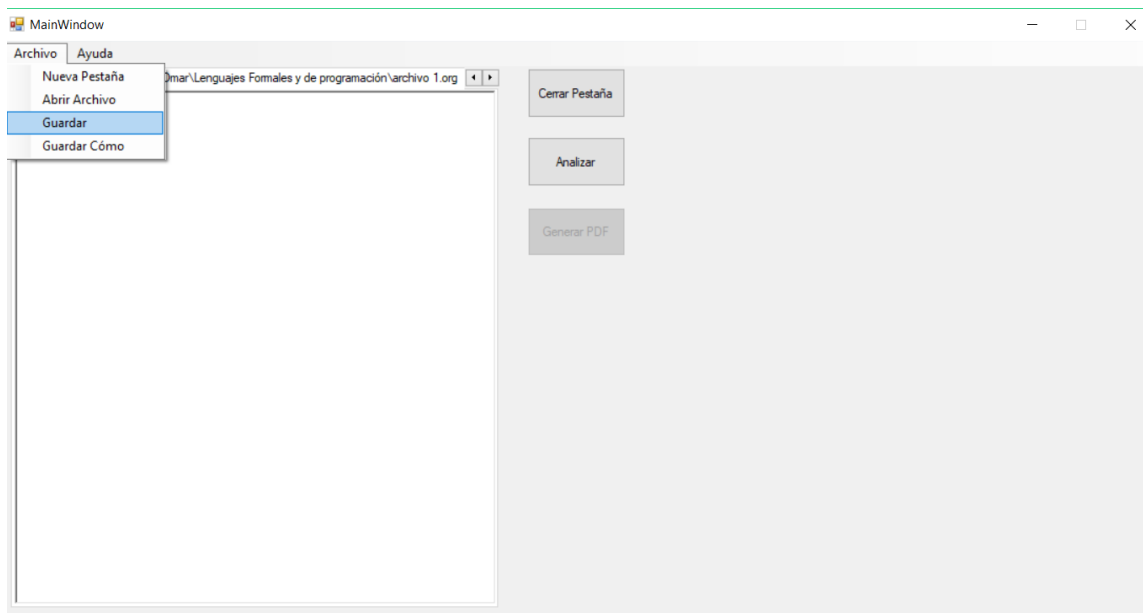 MainWindow
Archivo Ayuda
Nueva Pestaña
Abrir Archivo
Guardar
Guardar Cómo
Omar\Lenguajes Formales y de programación\archivo 1.org
Cerrar Pestaña
Analizar
Generar PDF